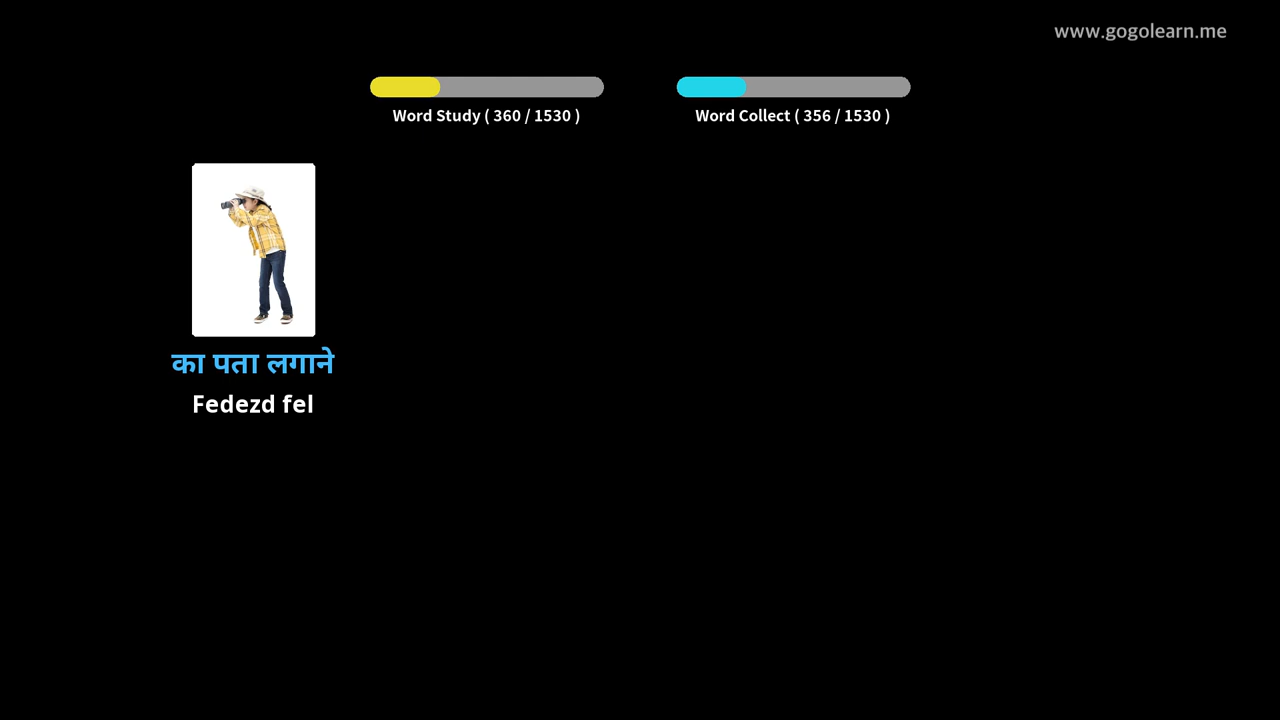 www.gogolearn.me
Word Study ( 360 / 1530 )
Word Collect ( 356 / 1530 )
का पता लगाने
Fedezd fel